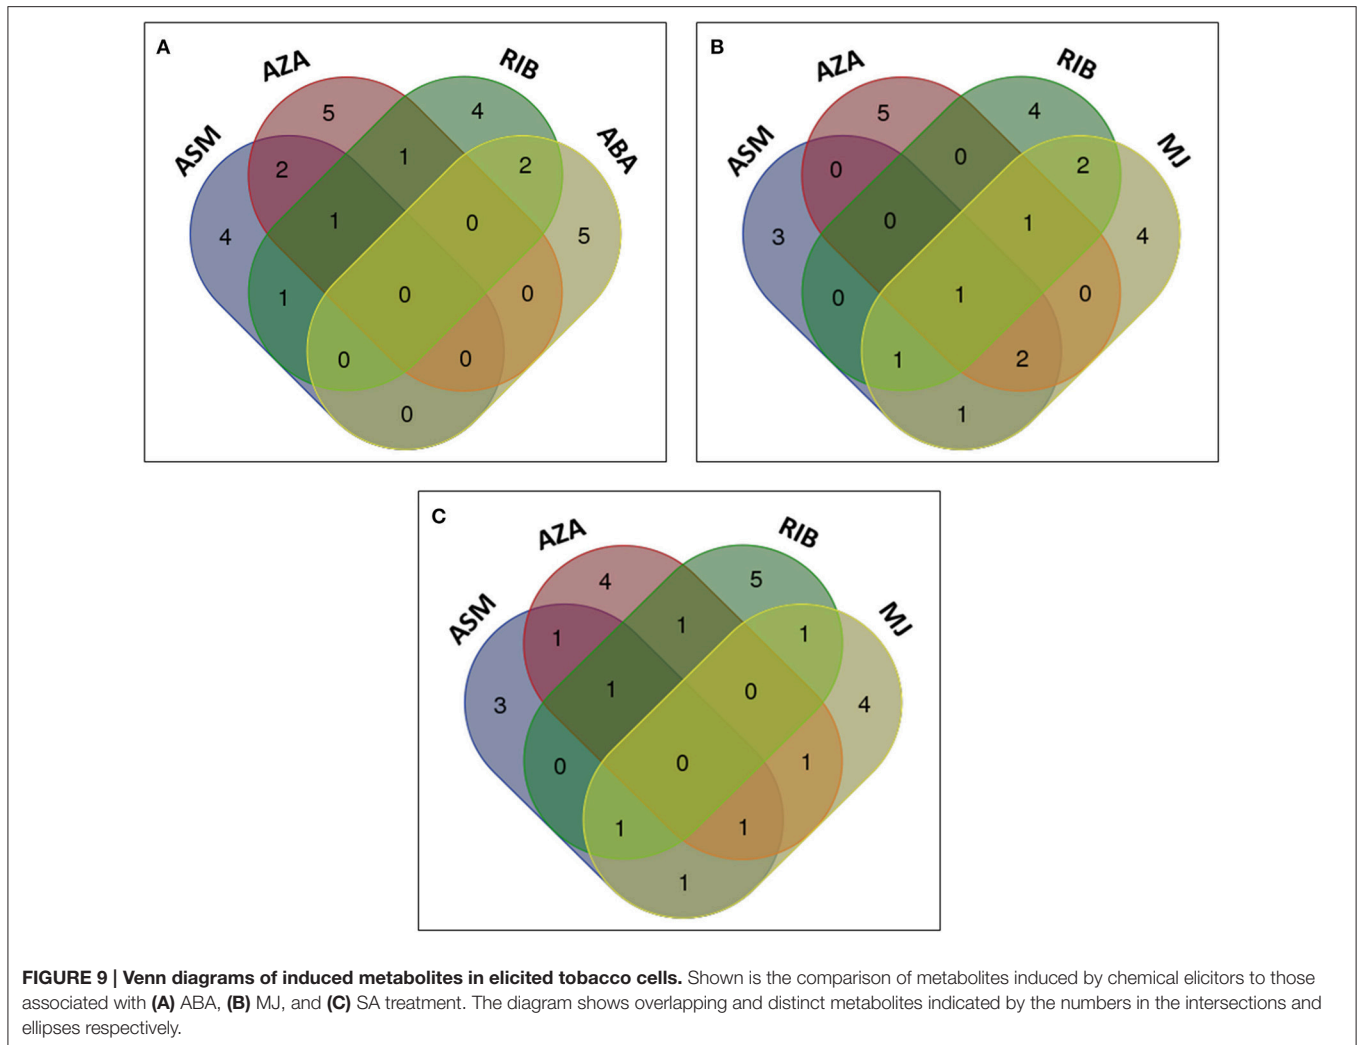 A
AZA
RIB
ASM
ABA
5
4
1
2
2
1
0
4
5
1
0
0
0
0
0
B
AZA
RIB
ASM
MJ
5
4
0
0
2
0
1
3
4
0
1
0
1
2
1
C
AZA
RIB
ASM
MJ
4
5
1
1
1
1
0
3
4
0
0
1
1
1
1
FIGURE 9 | Venn diagrams of induced metabolites in elicited tobacco cells. Shown is the comparison of metabolites induced by chemical elicitors to those
associated with (A) ABA, (B) MJ, and (C) SA treatment. The diagram shows overlapping and distinct metabolites indicated by the numbers in the intersections and
ellipses respectively.